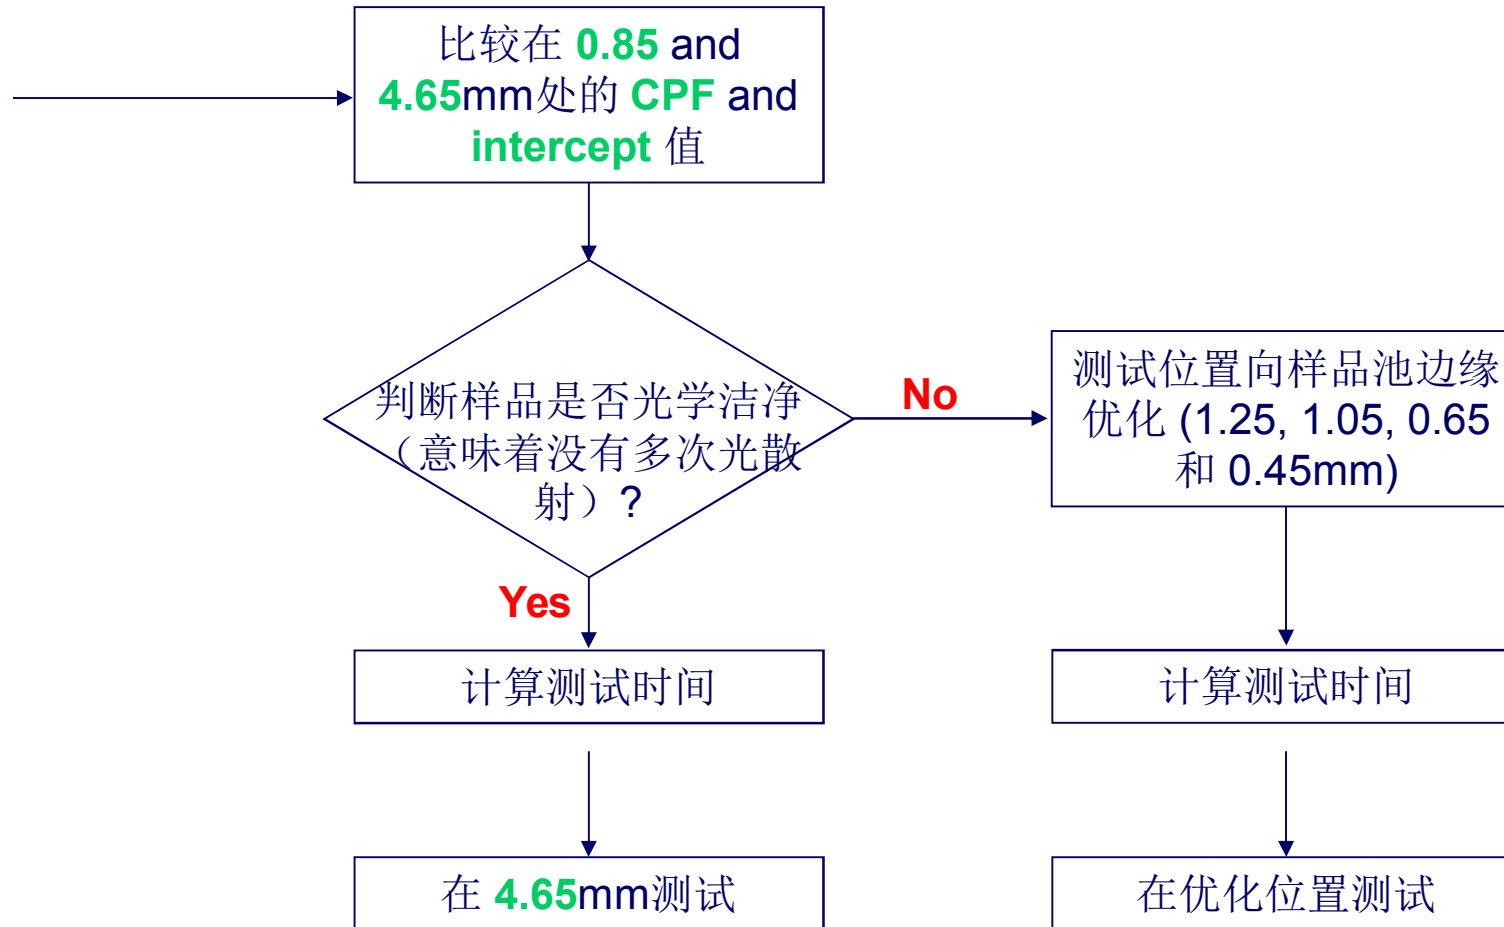 比较在 0.85 and
4.65mm处的 CPF and
intercept 值
判断样品是否光学洁净
（意味着没有多次光散
射）?
No
测试位置向样品池边缘
优化 (1.25, 1.05, 0.65
和 0.45mm)
Yes
计算测试时间
计算测试时间
在 4.65mm测试
在优化位置测试